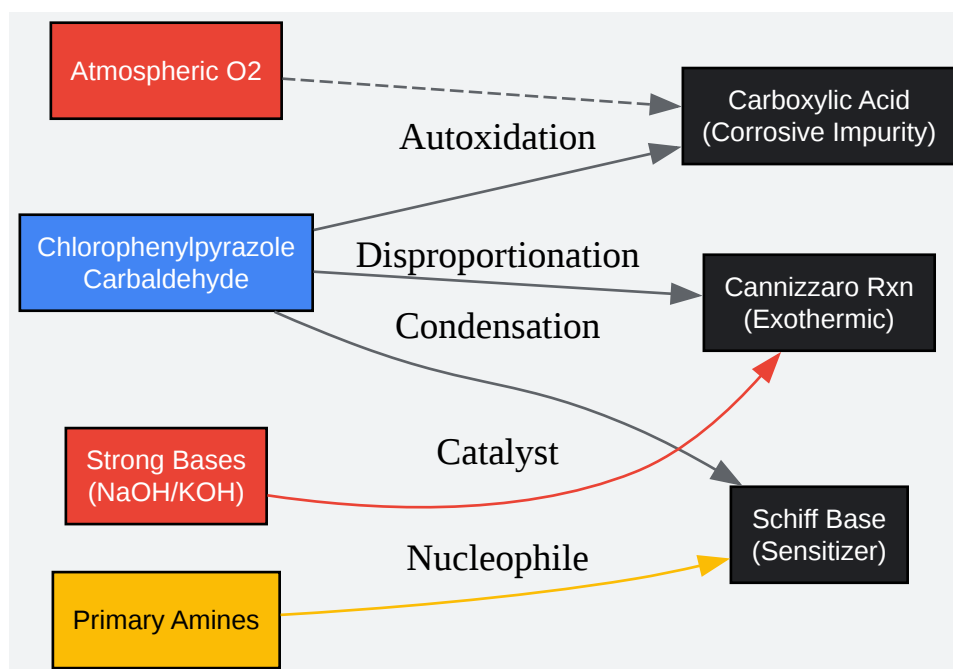 Atmospheric O2
Carboxylic Acid
(Corrosive Impurity)
Autoxidation
Chlorophenylpyrazole
Carbaldehyde
Disproportionation
Cannizzaro Rxn
(Exothermic)
Condensation
Strong Bases
(NaOH/KOH)
Catalyst
Schiff Base
(Sensitizer)
Nucleophile
Primary Amines